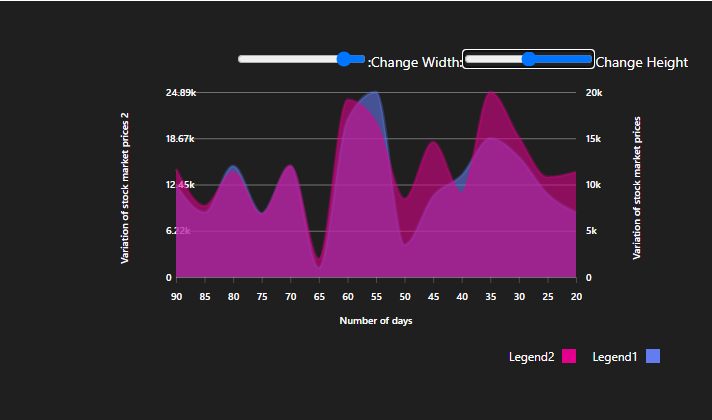 :Change Width:
Change Height
24.89k
18.67k
12.45k
6.22k
0
Variation of stock market prices 2
20k
15k
10k
5k
0
Variation of stock market prices
90 85 80 75 70 65 60 55 50 45 40 35 30 25 20
Number of days
Legend2 Legend1